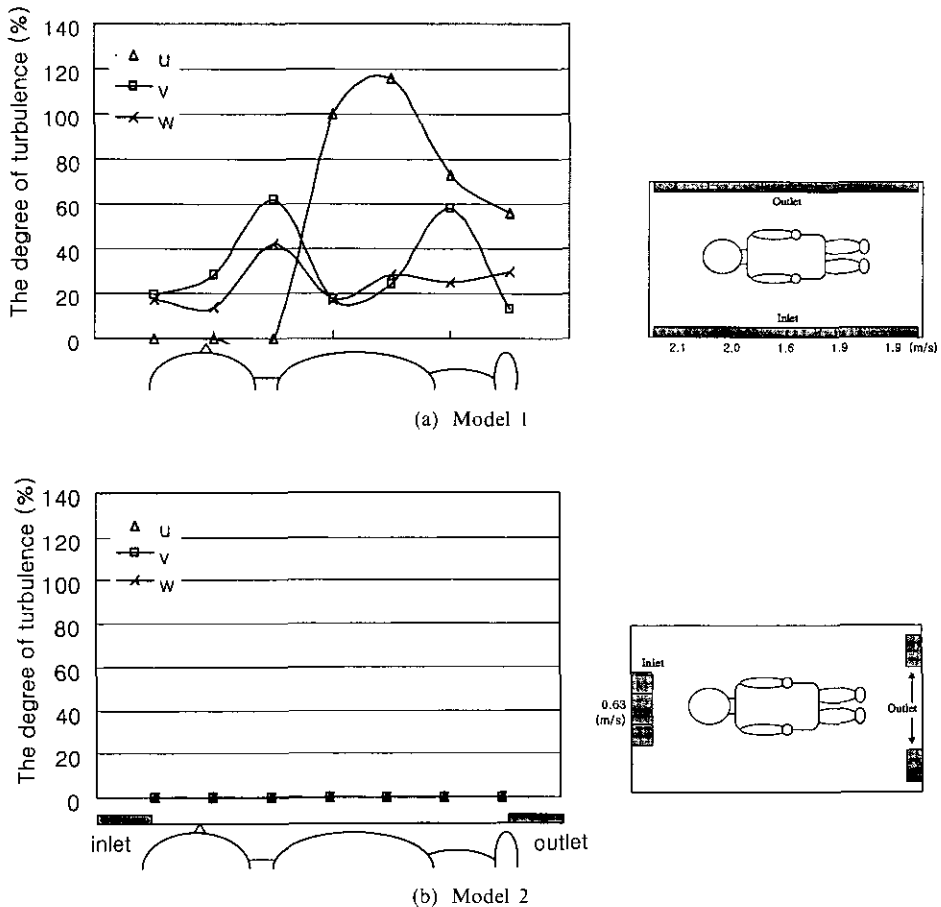 The degree of turbulence (%)
140
120
100
80
60
40
20
0
u
v
w
Outlet
Inlet
2.1 2.0 1.6 1.9 1.9 (m/s)
(a) Model 1
The degree of turbulence (%)
140
120
100
80
60
40
20
0
u
v
w
inlet
outlet
Inlet
0.63
(m/s)
Outlet
(b) Model 2